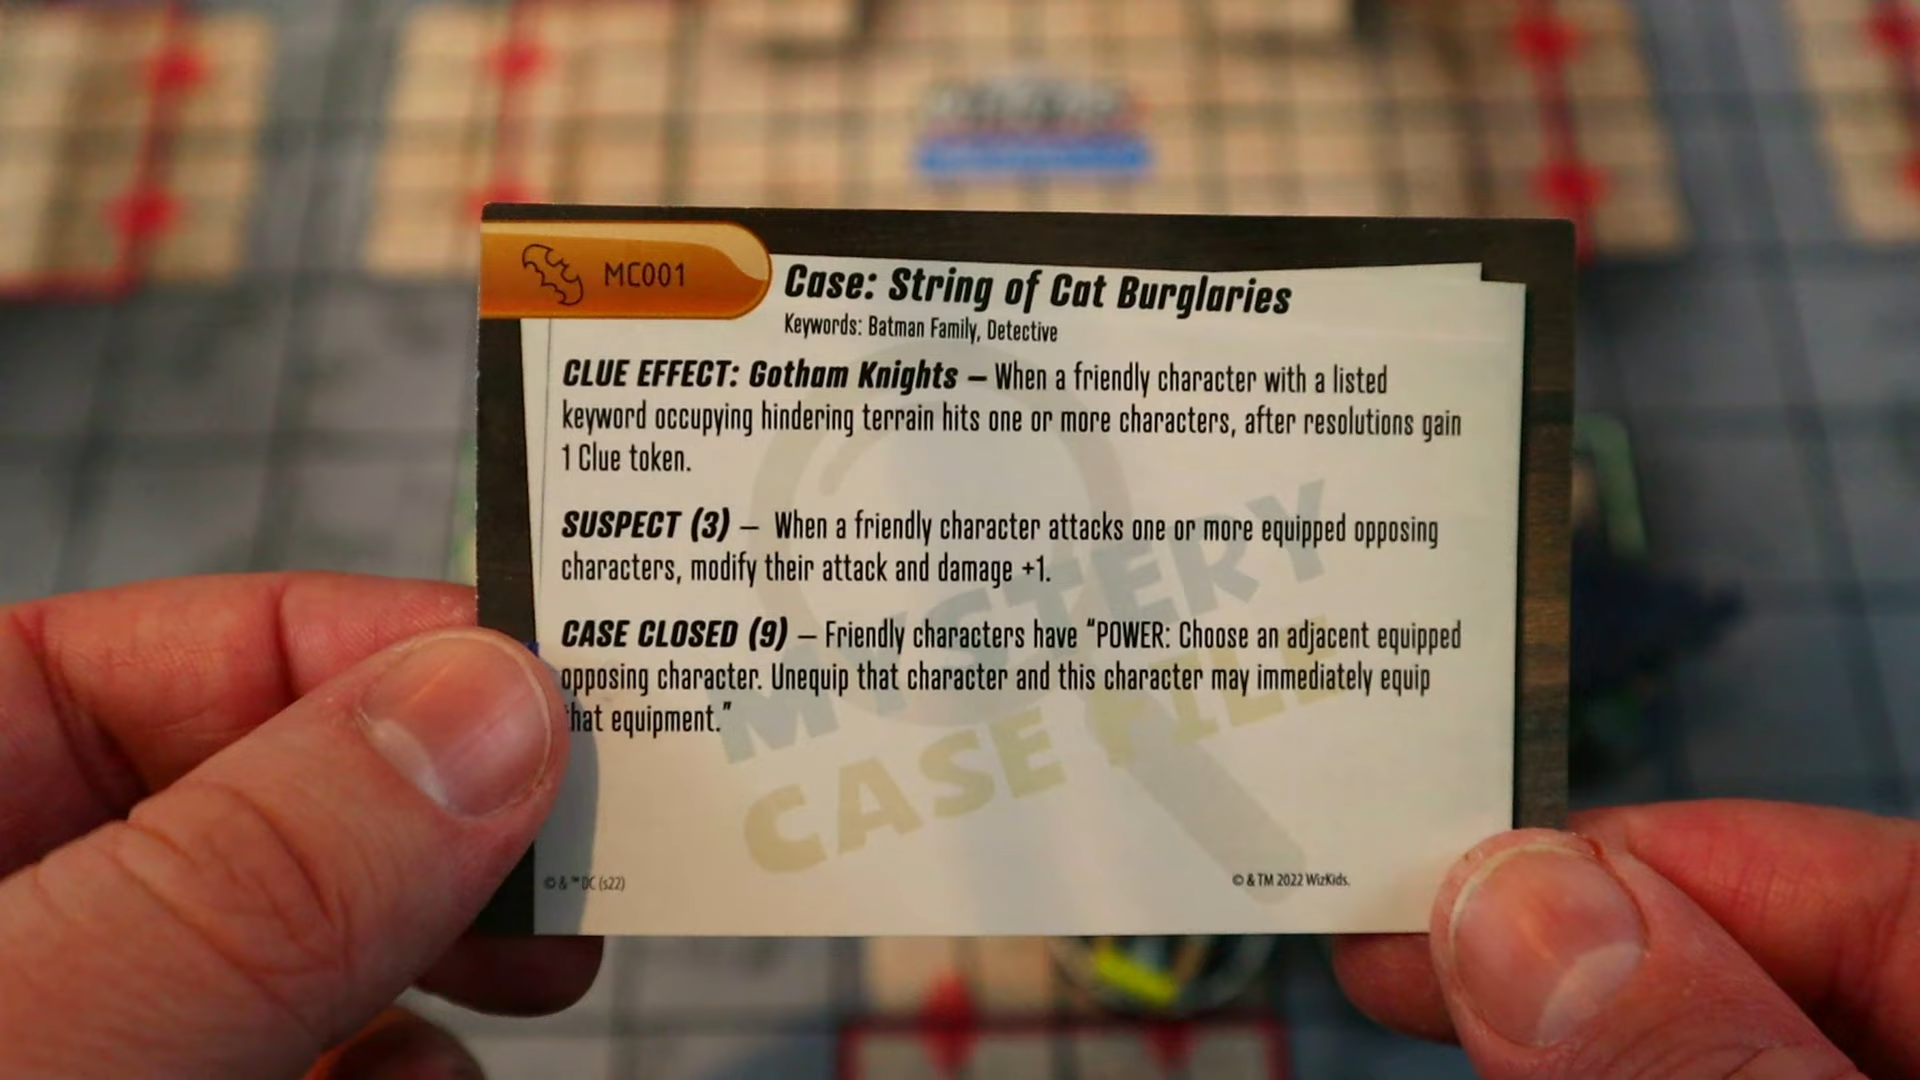 MC001
Case: String of Cat Burglaries
Keywords: Batman Family, Detective
CLUE EFFECT: Gotham Knights – When a friendly character with a listed
keyword occupying hindering terrain hits one or more characters, after resolutions gain
1 Clue token.
SUSPECT (3) – When a friendly character attacks one or more equipped opposing
characters, modify their attack and damage +1.
CASE CLOSED (9) – Friendly characters have “POWER: Choose an adjacent equipped
opposing character. Unequip that character and this character may immediately equip
that equipment.”
MYSTERY
CASE FILE
© & ™ DC (s22)
© & TM 2022 WizKids.